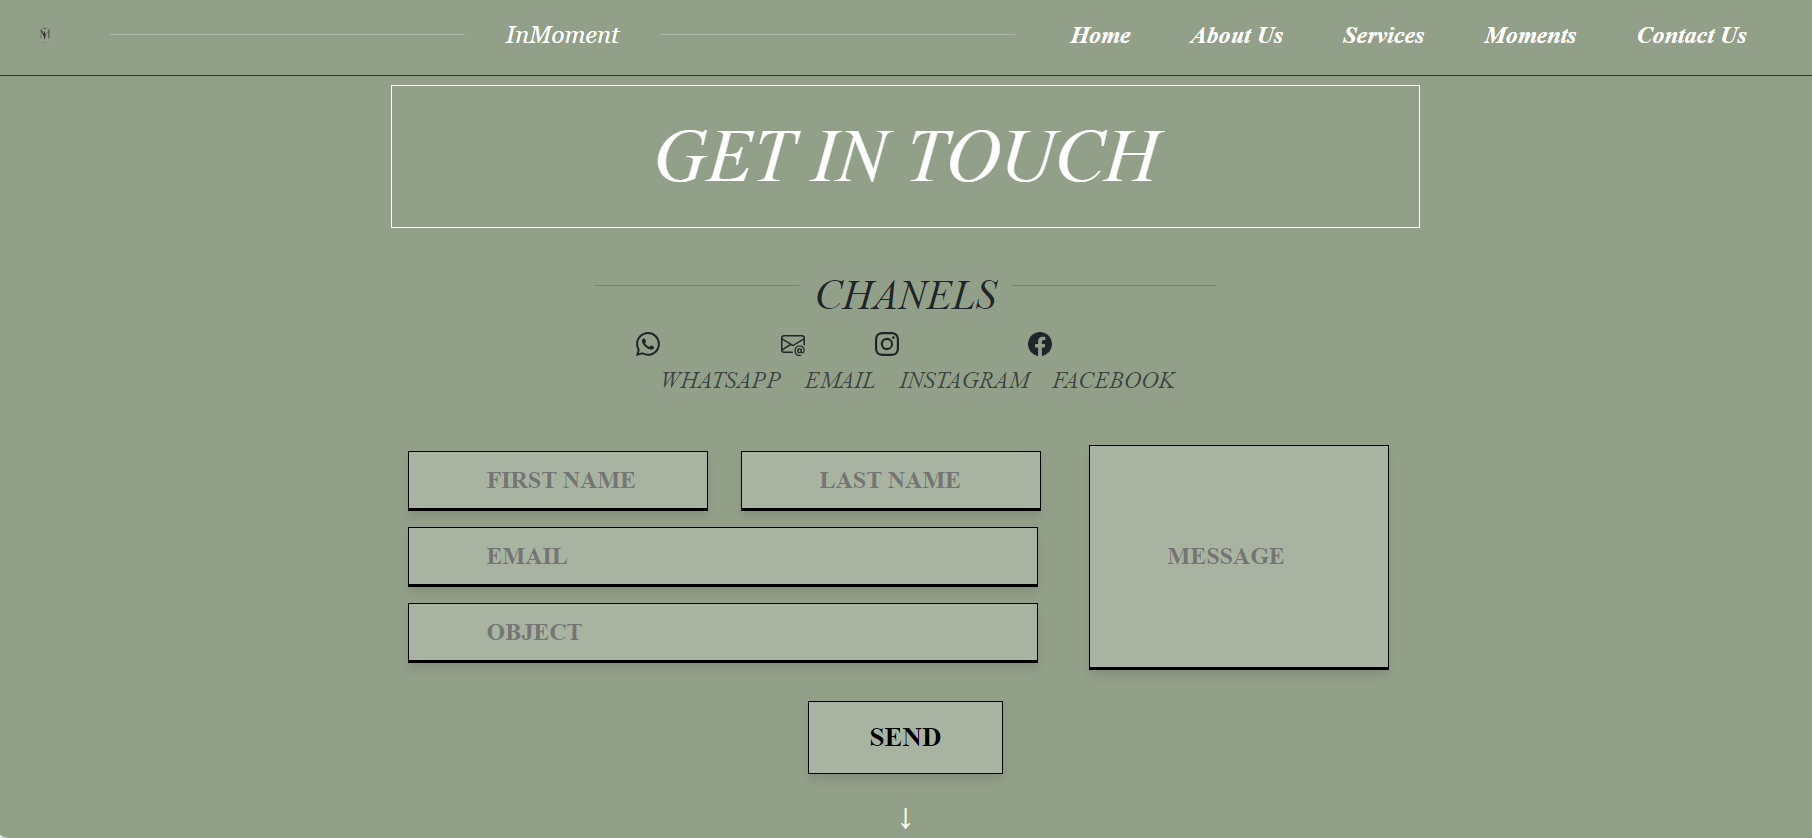 InMoment
Home About Us Services Moments Contact Us
GET IN TOUCH
CHANELS
WHATSAPP EMAIL INSTAGRAM FACEBOOK
FIRST NAME LAST NAME
EMAIL
MESSAGE
OBJECT
SEND
↓